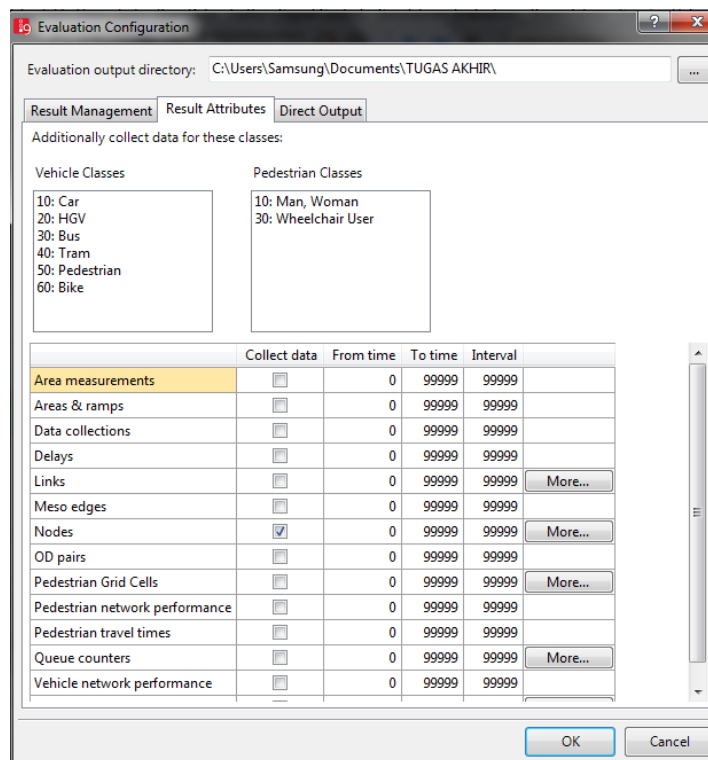 Evaluation Configuration
Evaluation output directory: C:\Users\Samsung\Documents\TUGAS AKHIR\ ...
Result Management Result Attributes Direct Output
Additionally collect data for these classes:
Vehicle Classes Pedestrian Classes
10: Car 10: Man, Woman
20: HGV 30: Wheelchair User
30: Bus
40: Tram
50: Pedestrian
60: Bike
Collect data From time To time Interval
Area measurements 0 99999 99999
Areas & ramps 0 99999 99999
Data collections 0 99999 99999
Delays 0 99999 99999
Links 0 99999 99999 More...
Meso edges 0 99999 99999
Nodes 0 99999 99999 More...
OD pairs 0 99999 99999
Pedestrian Grid Cells 0 99999 99999 More...
Pedestrian network performance 0 99999 99999
Pedestrian travel times 0 99999 99999
Queue counters 0 99999 99999 More...
Vehicle network performance 0 99999 99999
OK Cancel